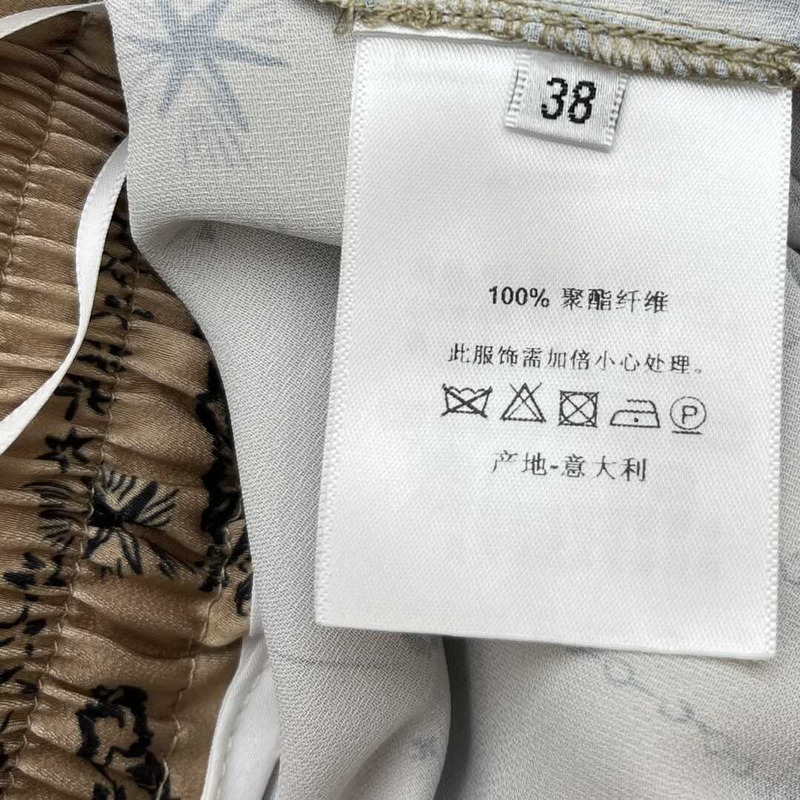 38
100% 聚酯纤维
此服饰需加倍小心处理。
P
产地-意大利